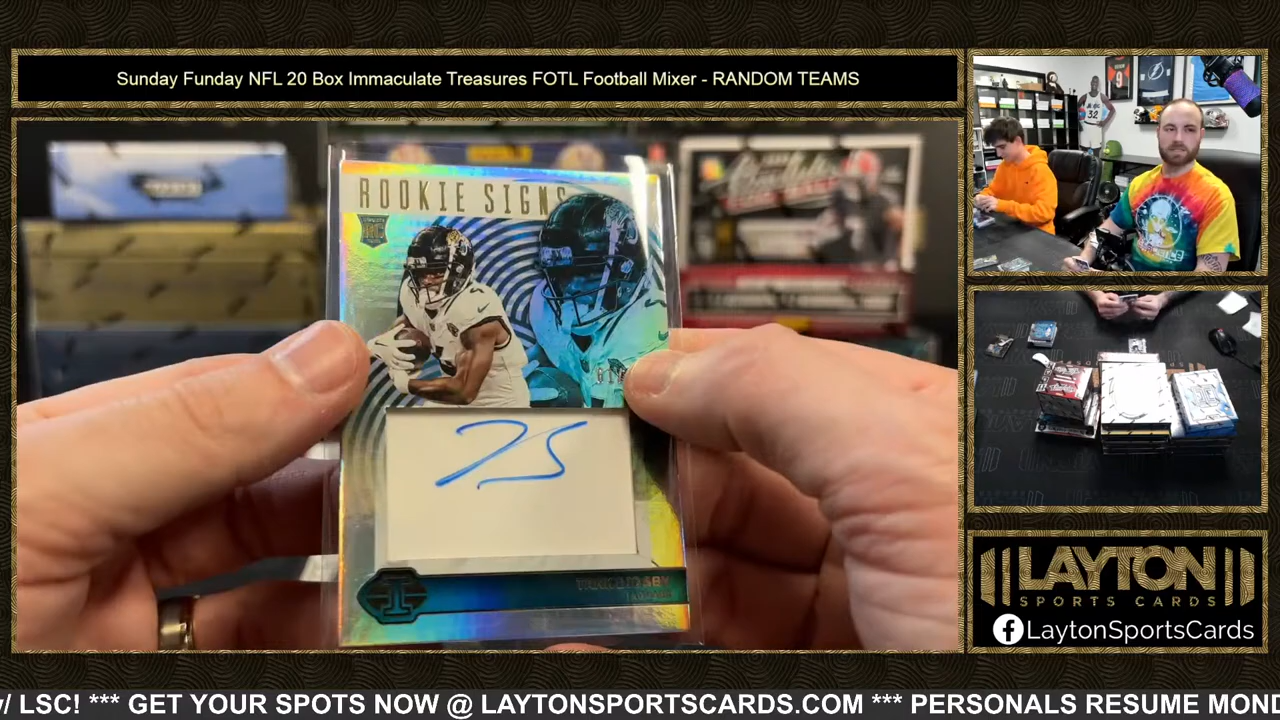 Sunday Funday NFL 20 Box Immaculate Treasures FOTL Football Mixer - RANDOM TEAMS
ROOKIE SIGNS
LAYTON
SPORTS CARDS
LaytonSportsCards
w/ LSC! *** GET YOUR SPOTS NOW @ LAYTONSPORTSCARDS.COM *** PERSONALS RESUME MOND